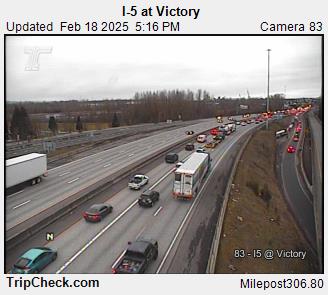 I-5 at Victory
Updated  Feb 18 2025  5:16 PM
Camera 83
T
N
83 - I5 @ Victory
TripCheck.com
Milepost306.80